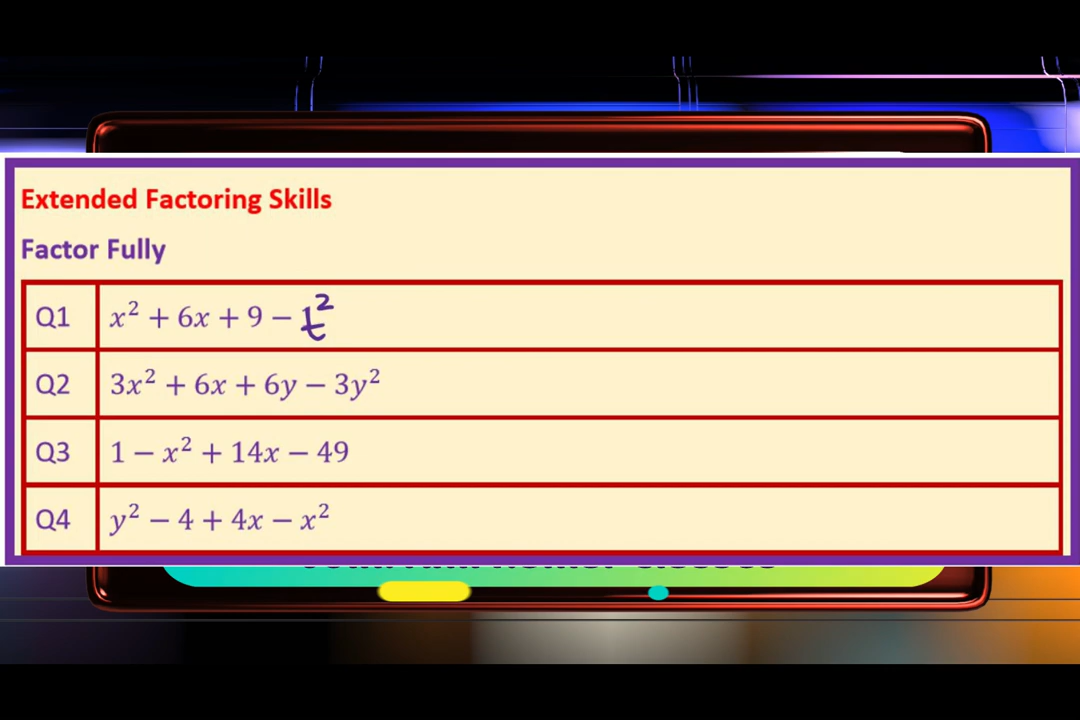 Extended Factoring Skills
Factor Fully
Q1 x² + 6x + 9 − t²
Q2 3x² + 6x + 6y − 3y²
Q3 1 − x² + 14x − 49
Q4 y² − 4 + 4x − x²